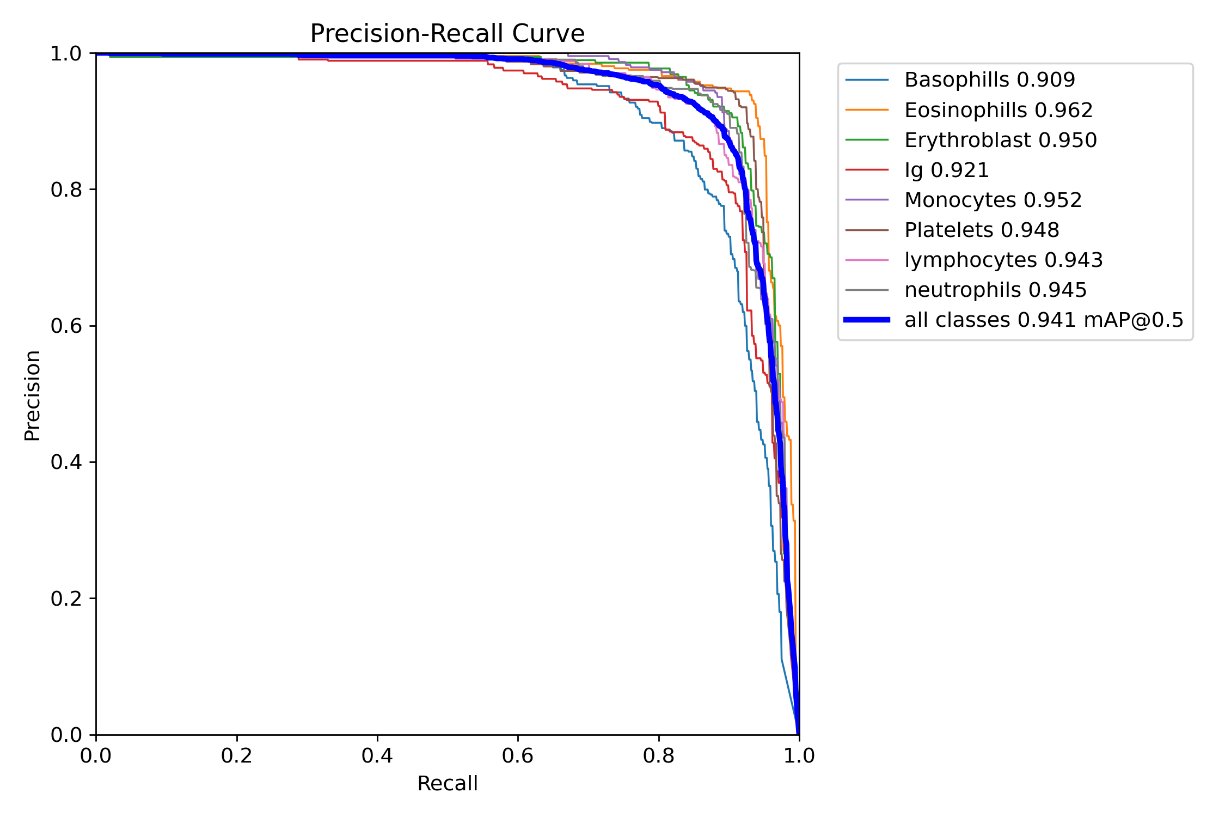 Precision-Recall Curve
1.0
0.8
0.6
0.4
0.2
0.0
Precision
0.0 0.2 0.4 0.6 0.8 1.0
Recall
Basophills 0.909
Eosinophills 0.962
Erythroblast 0.950
Ig 0.921
Monocytes 0.952
Platelets 0.948
lymphocytes 0.943
neutrophils 0.945
all classes 0.941 mAP@0.5